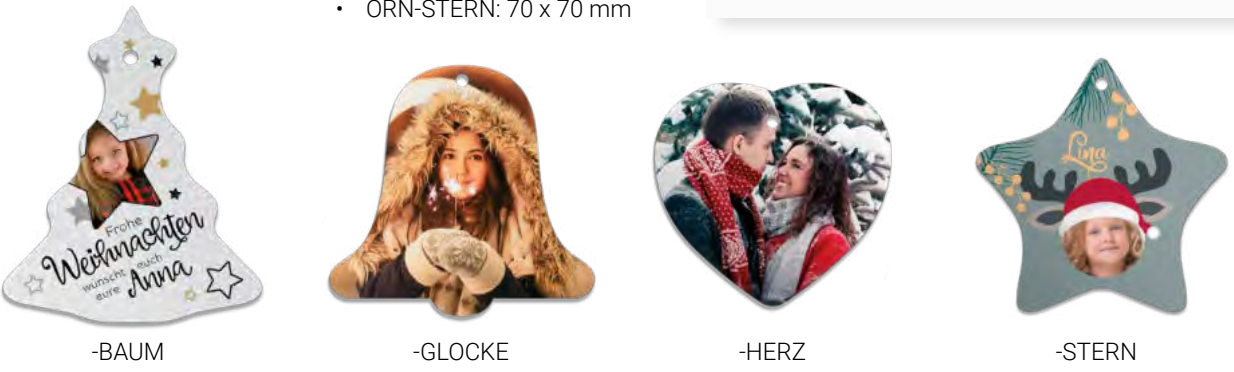 • ORN-STERN: 70 x 70 mm
Frohe
Weihnachten
wünscht euch
eure Anna
Lina
-BAUM
-GLOCKE
-HERZ
-STERN